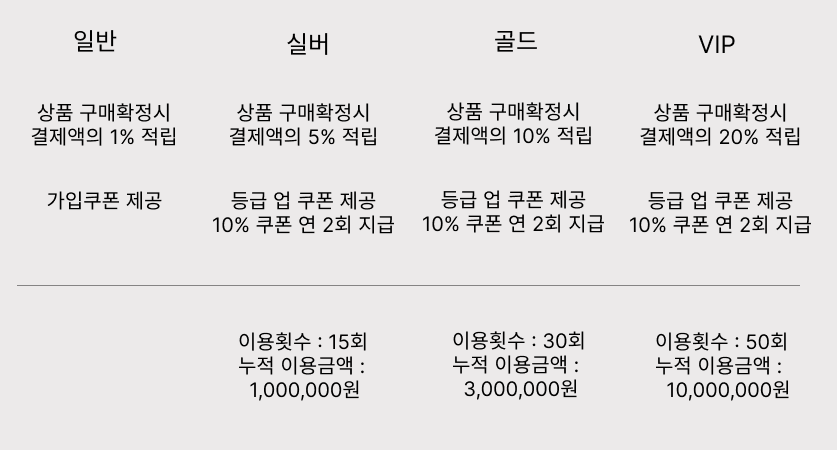 일반
상품 구매확정시
결제액의 1% 적립
가입쿠폰 제공
실버
상품 구매확정시
결제액의 5% 적립
등급 업 쿠폰 제공
10% 쿠폰 연 2회 지급
이용횟수 : 15회
누적 이용금액 :
1,000,000원
골드
상품 구매확정시
결제액의 10% 적립
등급 업 쿠폰 제공
10% 쿠폰 연 2회 지급
이용횟수 : 30회
누적 이용금액 :
3,000,000원
VIP
상품 구매확정시
결제액의 20% 적립
등급 업 쿠폰 제공
10% 쿠폰 연 2회 지급
이용횟수 : 50회
누적 이용금액 :
10,000,000원